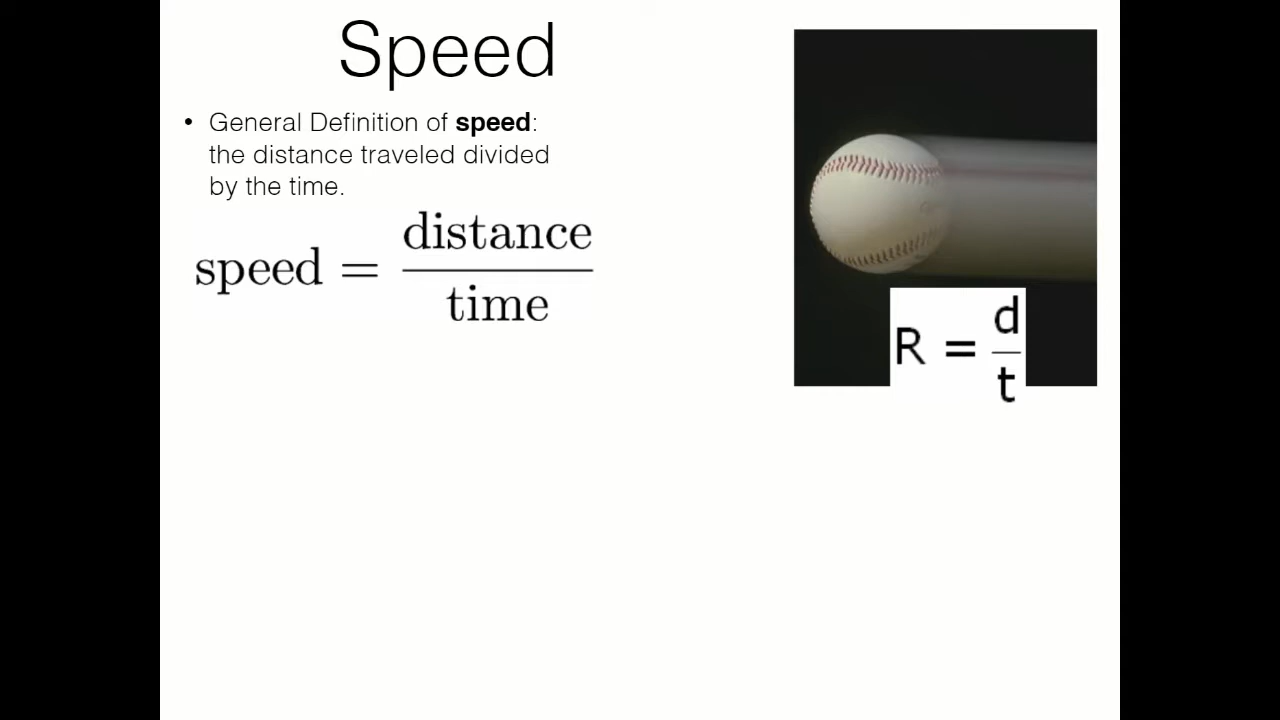 Speed
• General Definition of speed:
the distance traveled divided
by the time.
speed = distance / time
R = d / t